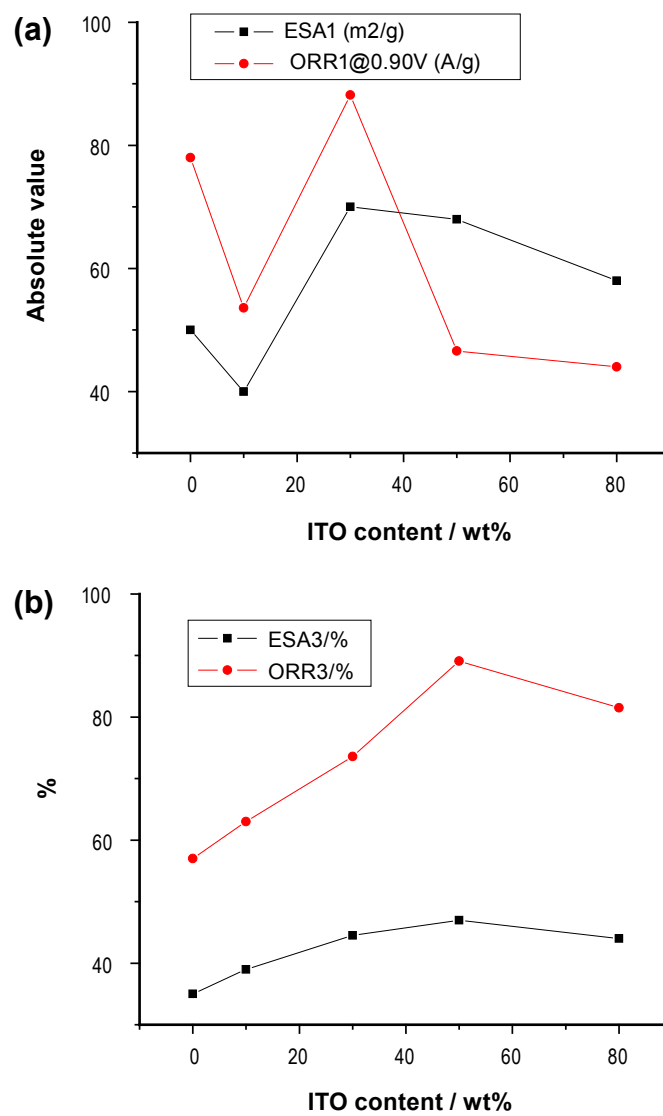 (a)
ESA1 (m2/g)
ORR1@0.90V (A/g)
100
80
60
40
Absolute value
0 20 40 60 80
ITO content / wt%
(b)
ESA3/%
ORR3/%
100
80
60
40
%
0 20 40 60 80
ITO content / wt%